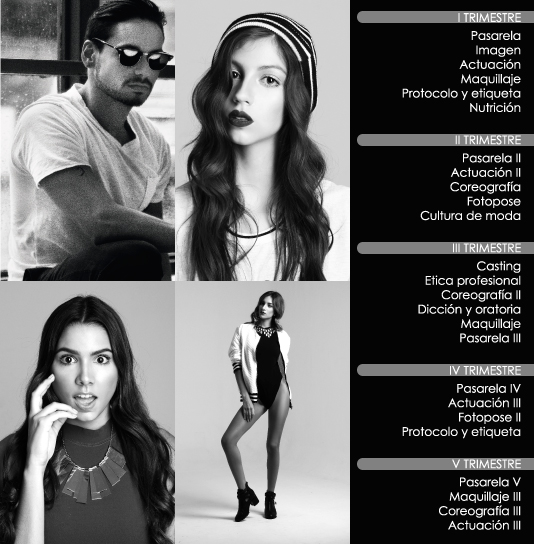 I TRIMESTRE
Pasarela
Imagen
Actuación
Maquillaje
Protocolo y etiqueta
Nutrición
II TRIMESTRE
Pasarela II
Actuación II
Coreografía
Fotopose
Cultura de moda
III TRIMESTRE
Casting
Etica profesional
Coreografía II
Dicción y oratoria
Maquillaje
Pasarela III
IV TRIMESTRE
Pasarela IV
Actuación III
Fotopose II
Protocolo y etiqueta
V TRIMESTRE
Pasarela V
Maquillaje III
Coreografía III
Actuación III